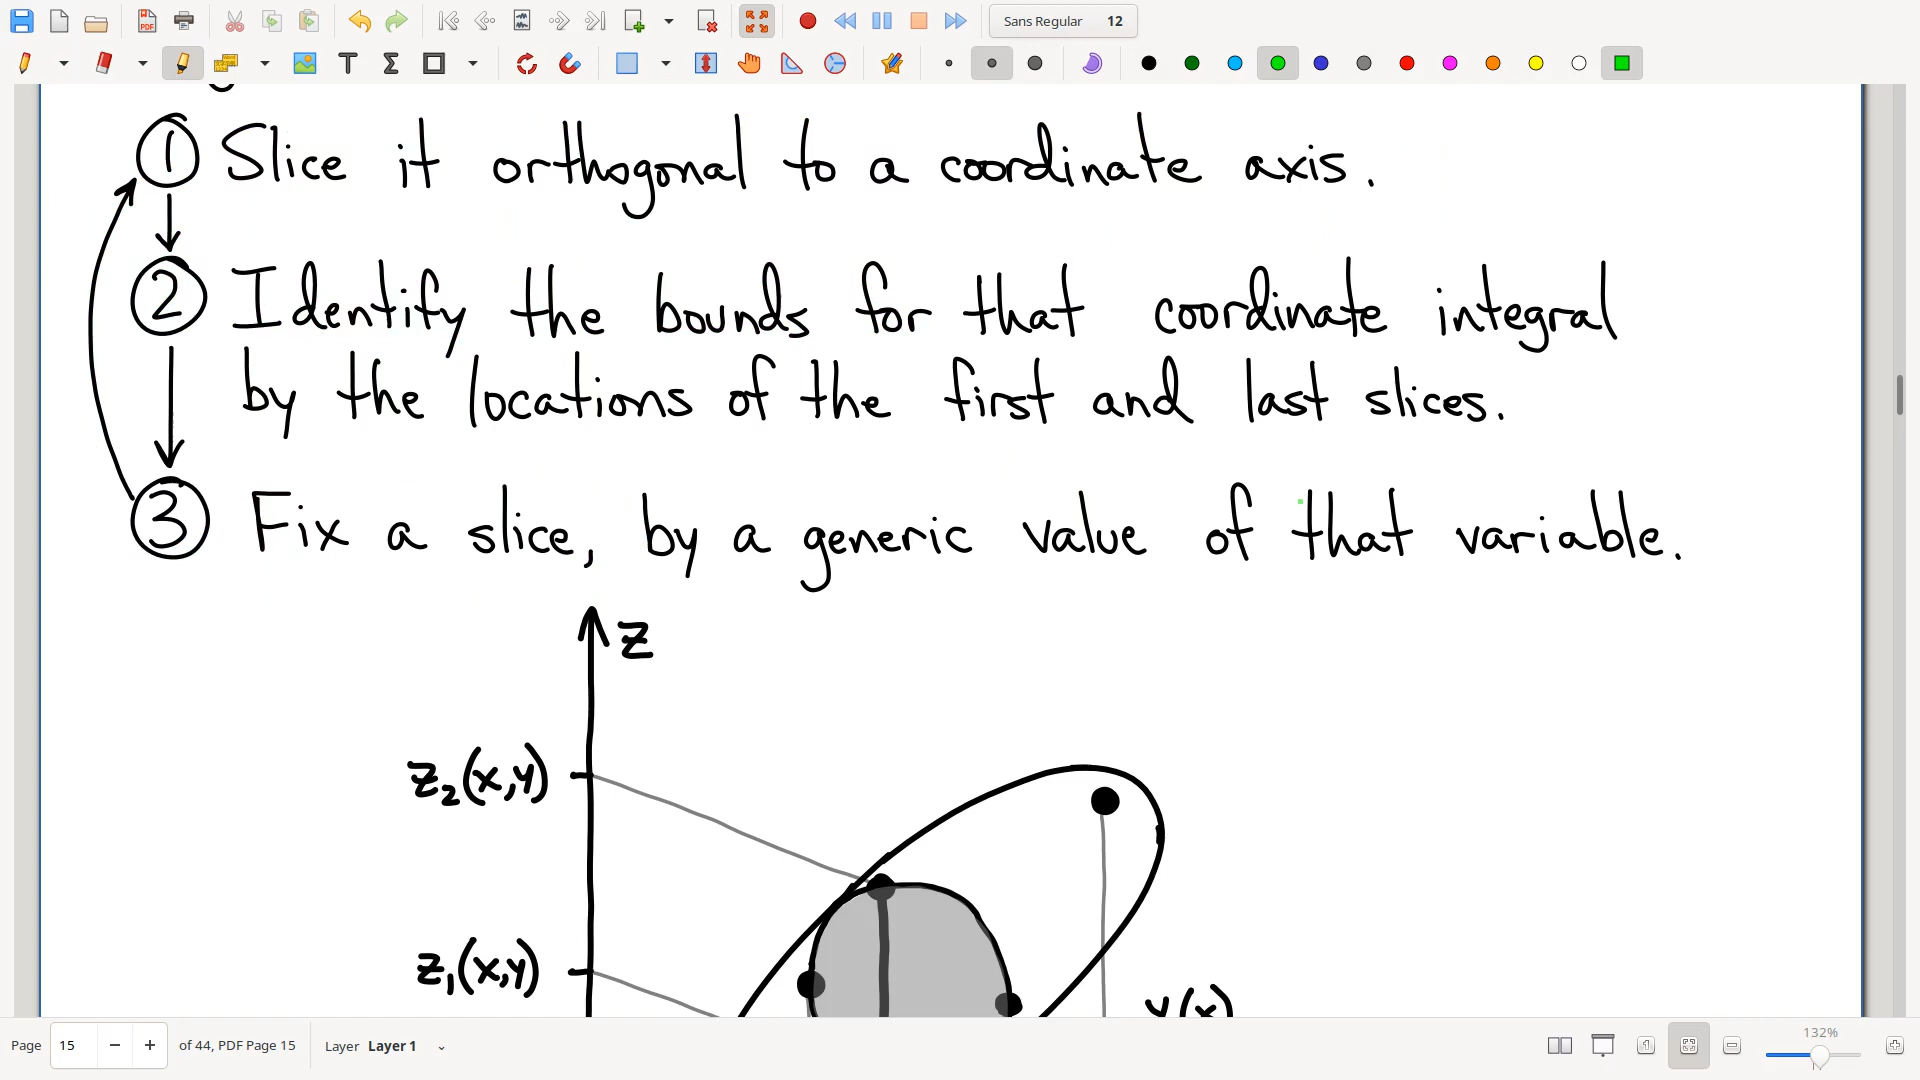 Sans Regular 12
① Slice it orthogonal to a coordinate axis.
② Identify the bounds for that coordinate integral
by the locations of the first and last slices.
③ Fix a slice, by a generic value of that variable.
z
z₂(x,y)
z₁(x,y)
Page 15 of 44, PDF Page 15 Layer Layer 1 132%